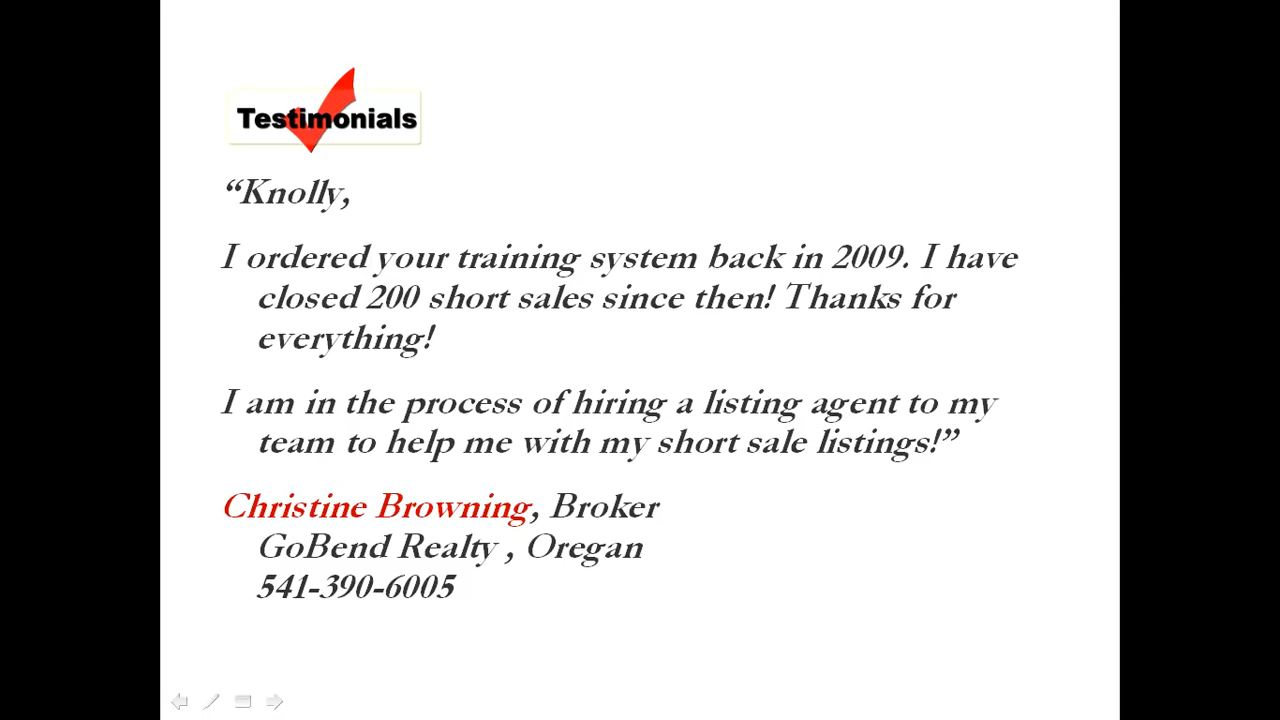 Testimonials
“Knolly,
I ordered your training system back in 2009. I have
closed 200 short sales since then! Thanks for
everything!
I am in the process of hiring a listing agent to my
team to help me with my short sale listings!”
Christine Browning, Broker
GoBend Realty , Oregan
541-390-6005